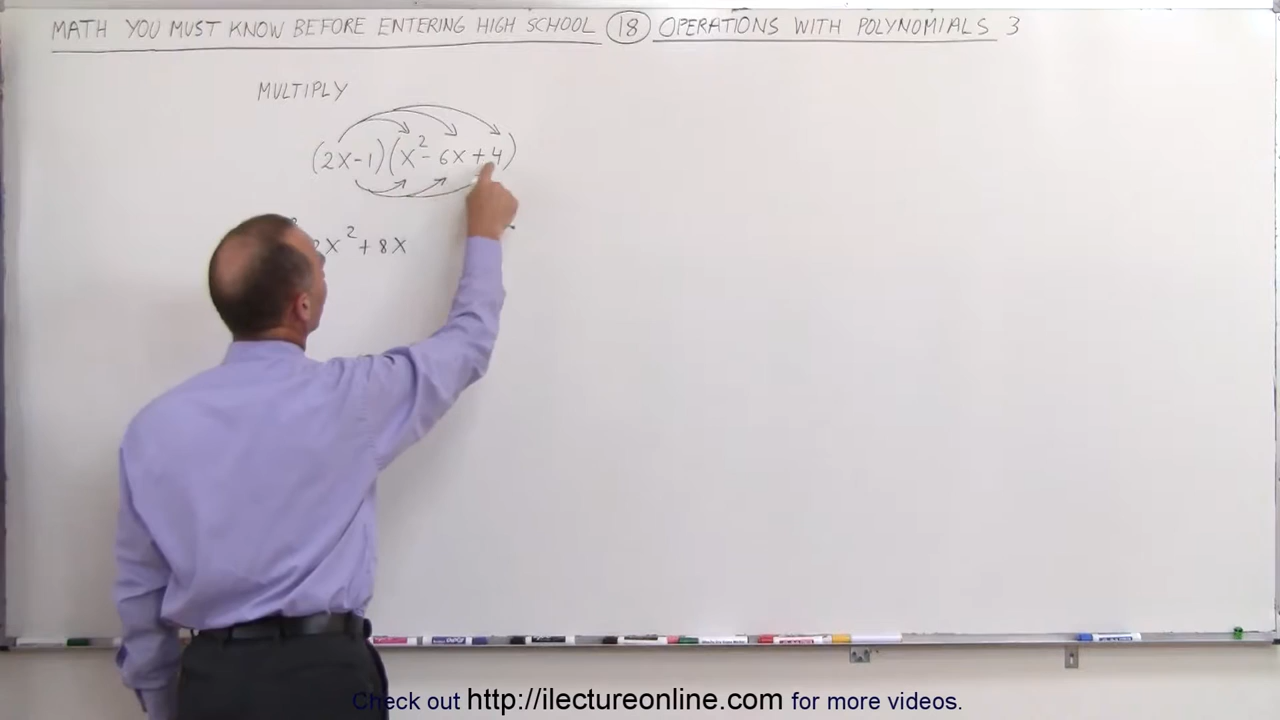 MATH YOU MUST KNOW BEFORE ENTERING HIGH SCHOOL (18) OPERATIONS WITH POLYNOMIALS 3
MULTIPLY
(2X-1)(X²-6X+4)
X²+8X
Check out http://ilectureonline.com for more videos.